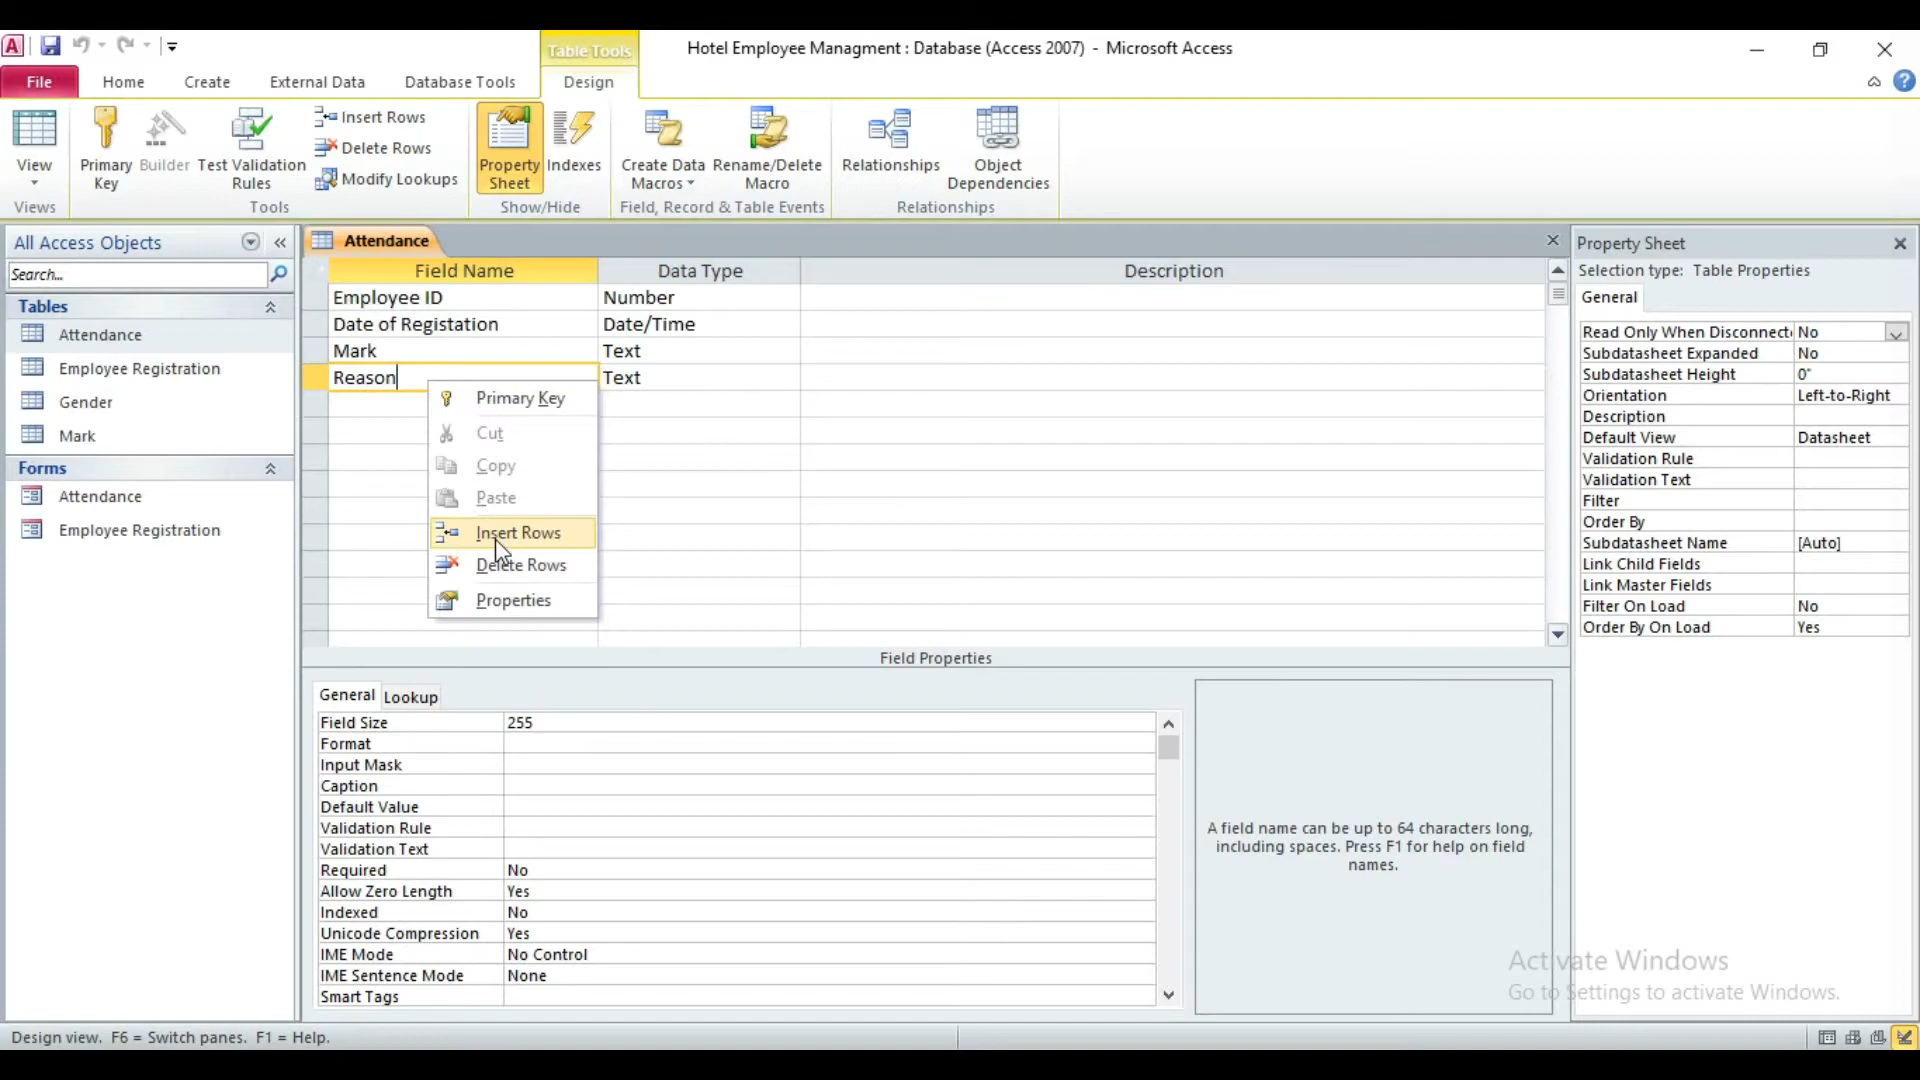 Table Tools
Hotel Employee Managment : Database (Access 2007) - Microsoft Access
File Home Create External Data Database Tools Design
View
Primary Key
Builder
Test Validation Rules
Insert Rows
Delete Rows
Modify Lookups
Property Sheet
Indexes
Create Data Macros
Rename/Delete Macro
Relationships
Object Dependencies
Views Tools Show/Hide Field, Record & Table Events Relationships
All Access Objects
Search...
Tables
Attendance
Employee Registration
Gender
Mark
Forms
Attendance
Employee Registration
Attendance
Field Name Data Type Description
Employee ID Number
Date of Registation Date/Time
Mark Text
Reason Text
Primary Key
Cut
Copy
Paste
Insert Rows
Delete Rows
Properties
Field Properties
General Lookup
Field Size 255
Format
Input Mask
Caption
Default Value
Validation Rule
Validation Text
Required No
Allow Zero Length Yes
Indexed No
Unicode Compression Yes
IME Mode No Control
IME Sentence Mode None
Smart Tags
A field name can be up to 64 characters long,
including spaces. Press F1 for help on field
names.
Property Sheet
Selection type: Table Properties
General
Read Only When Disconnect No
Subdatasheet Expanded No
Subdatasheet Height 0"
Orientation Left-to-Right
Description
Default View Datasheet
Validation Rule
Validation Text
Filter
Order By
Subdatasheet Name [Auto]
Link Child Fields
Link Master Fields
Filter On Load No
Order By On Load Yes
Activate Windows
Go to Settings to activate Windows.
Design view. F6 = Switch panes. F1 = Help.